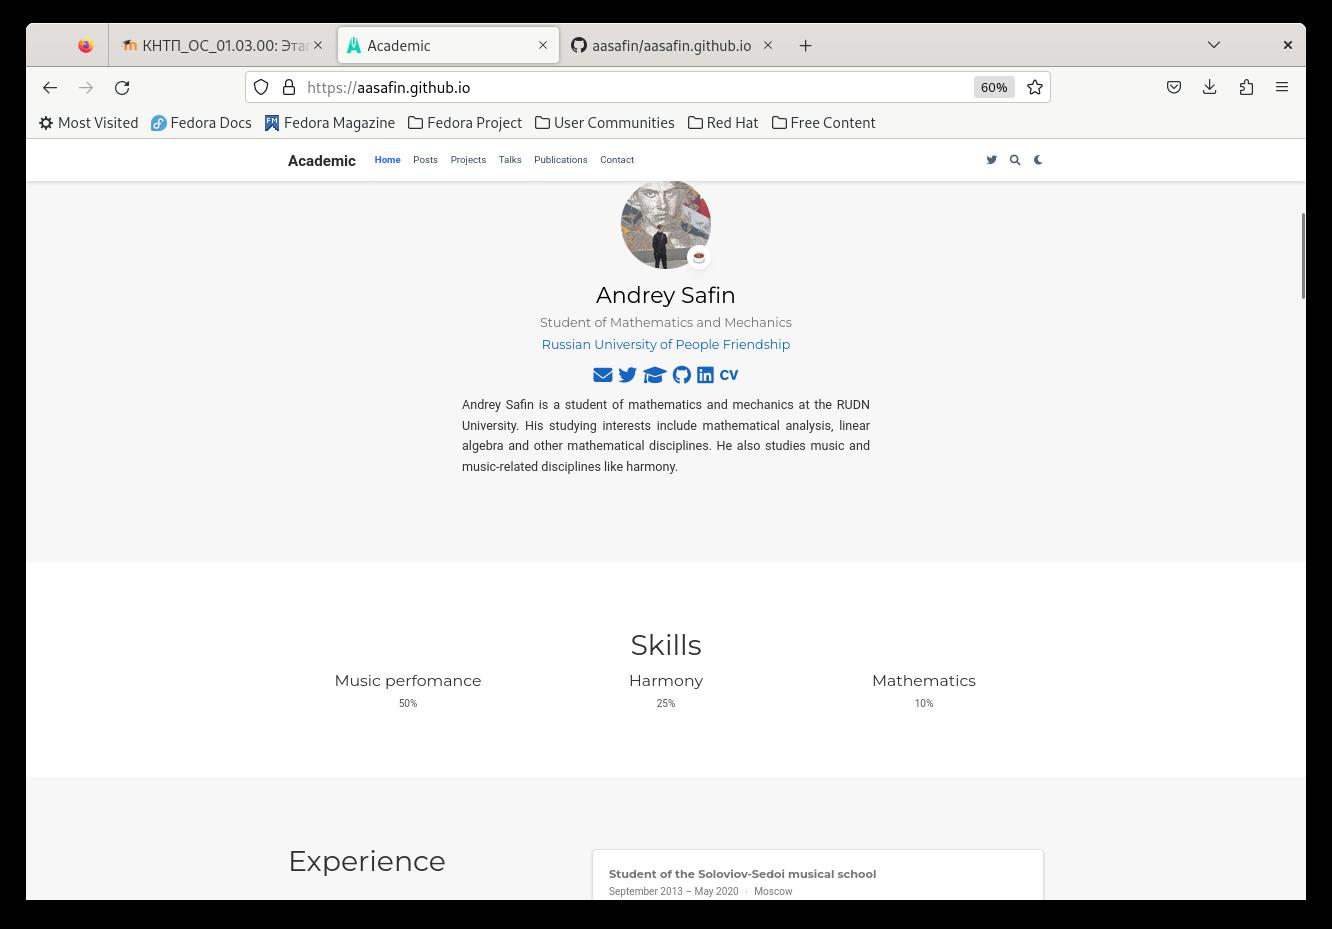 КНТП_ОС_01.03.00: Этап
Academic
aasafin/aasafin.github.io
https://aasafin.github.io
60%
Most Visited
Fedora Docs
Fedora Magazine
Fedora Project
User Communities
Red Hat
Free Content
Academic
Home
Posts
Projects
Talks
Publications
Contact
Andrey Safin
Student of Mathematics and Mechanics
Russian University of People Friendship
CV
Andrey Safin is a student of mathematics and mechanics at the RUDN
University. His studying interests include mathematical analysis, linear
algebra and other mathematical disciplines. He also studies music and
music-related disciplines like harmony.
Skills
Music perfomance
Harmony
Mathematics
50%
25%
10%
Experience
Student of the Soloviov-Sedoi musical school
September 2013 – May 2020 · Moscow